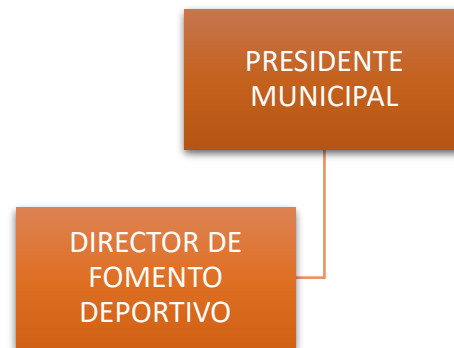 PRESIDENTE
MUNICIPAL
DIRECTOR DE
FOMENTO
DEPORTIVO